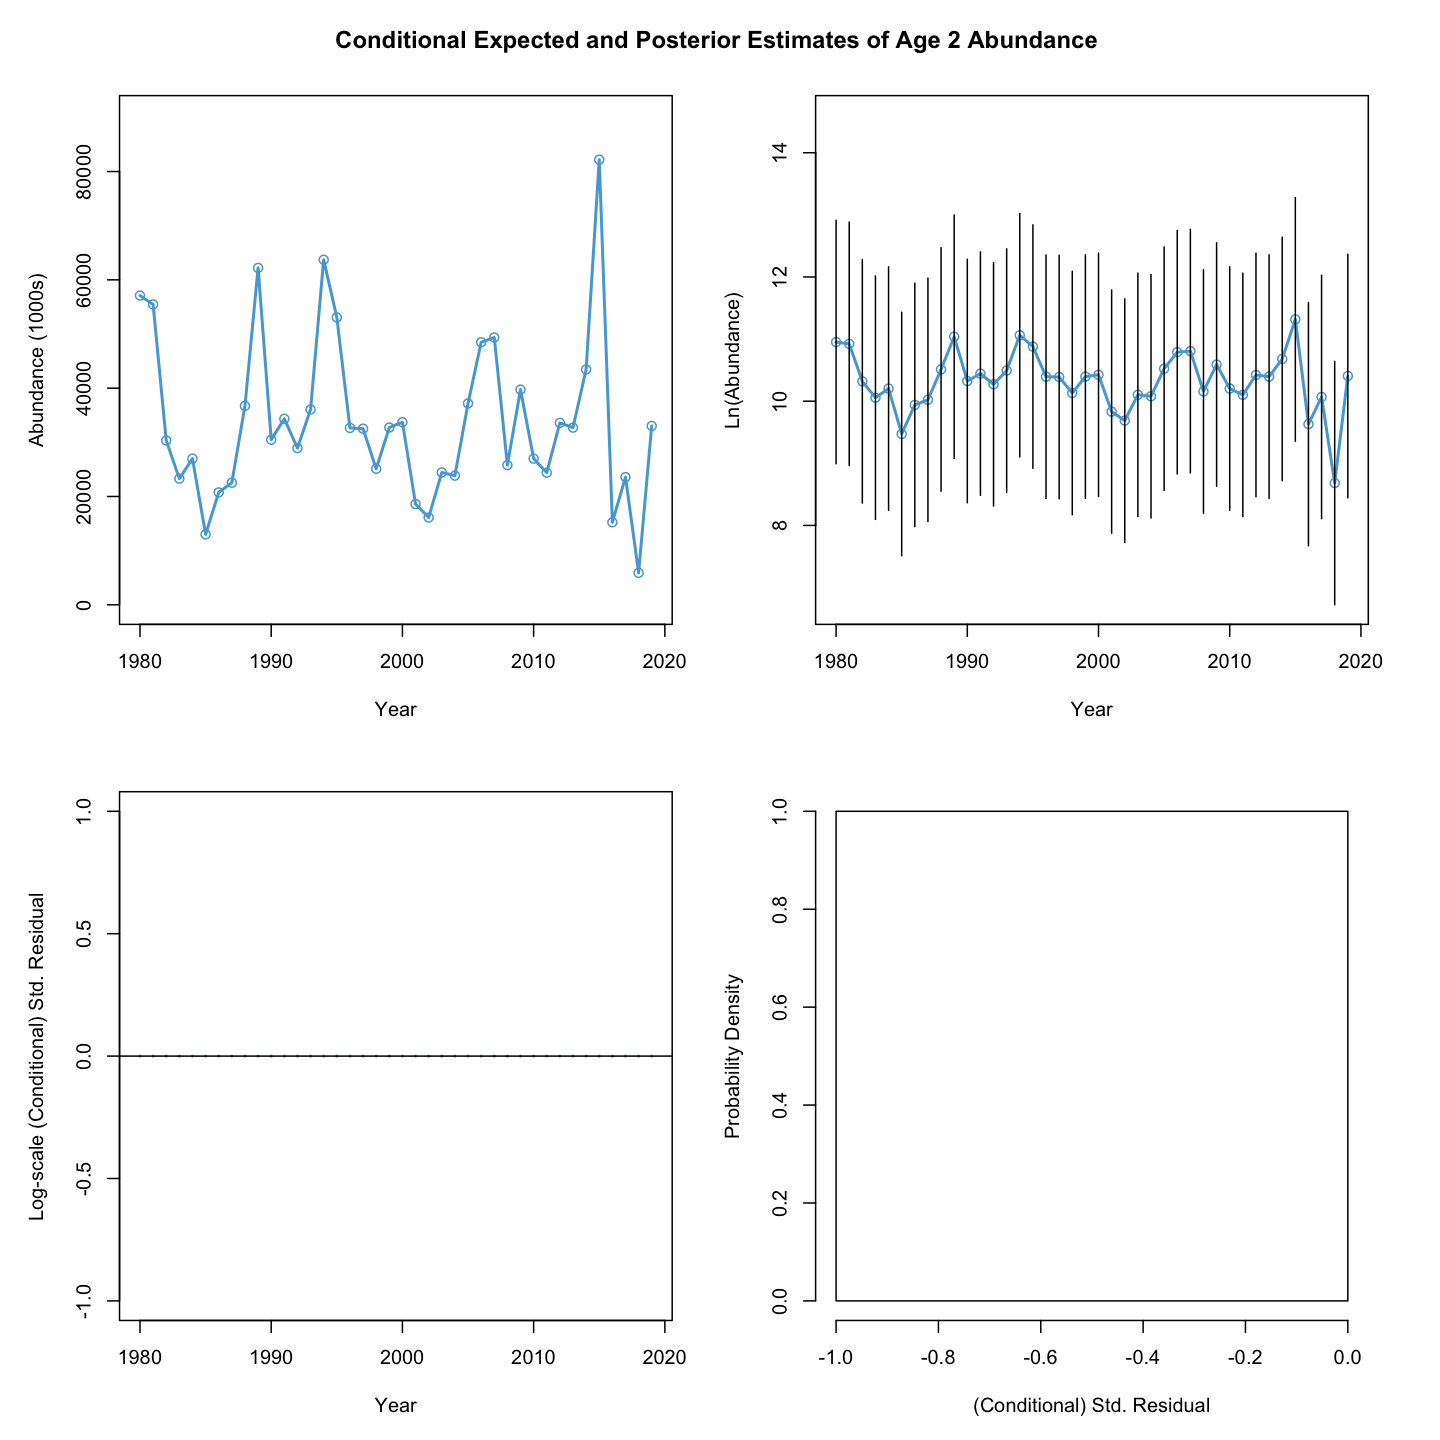 Conditional Expected and Posterior Estimates of Age 2 Abundance
Abundance (1000s)
80000
60000
40000
20000
0
1980 1990 2000 2010 2020
Year
Ln(Abundance)
14
12
10
8
1980 1990 2000 2010 2020
Year
Log-scale (Conditional) Std. Residual
1.0
0.5
0.0
-0.5
-1.0
1980 1990 2000 2010 2020
Year
Probability Density
1.0
0.8
0.6
0.4
0.2
0.0
-1.0 -0.8 -0.6 -0.4 -0.2 0.0
(Conditional) Std. Residual